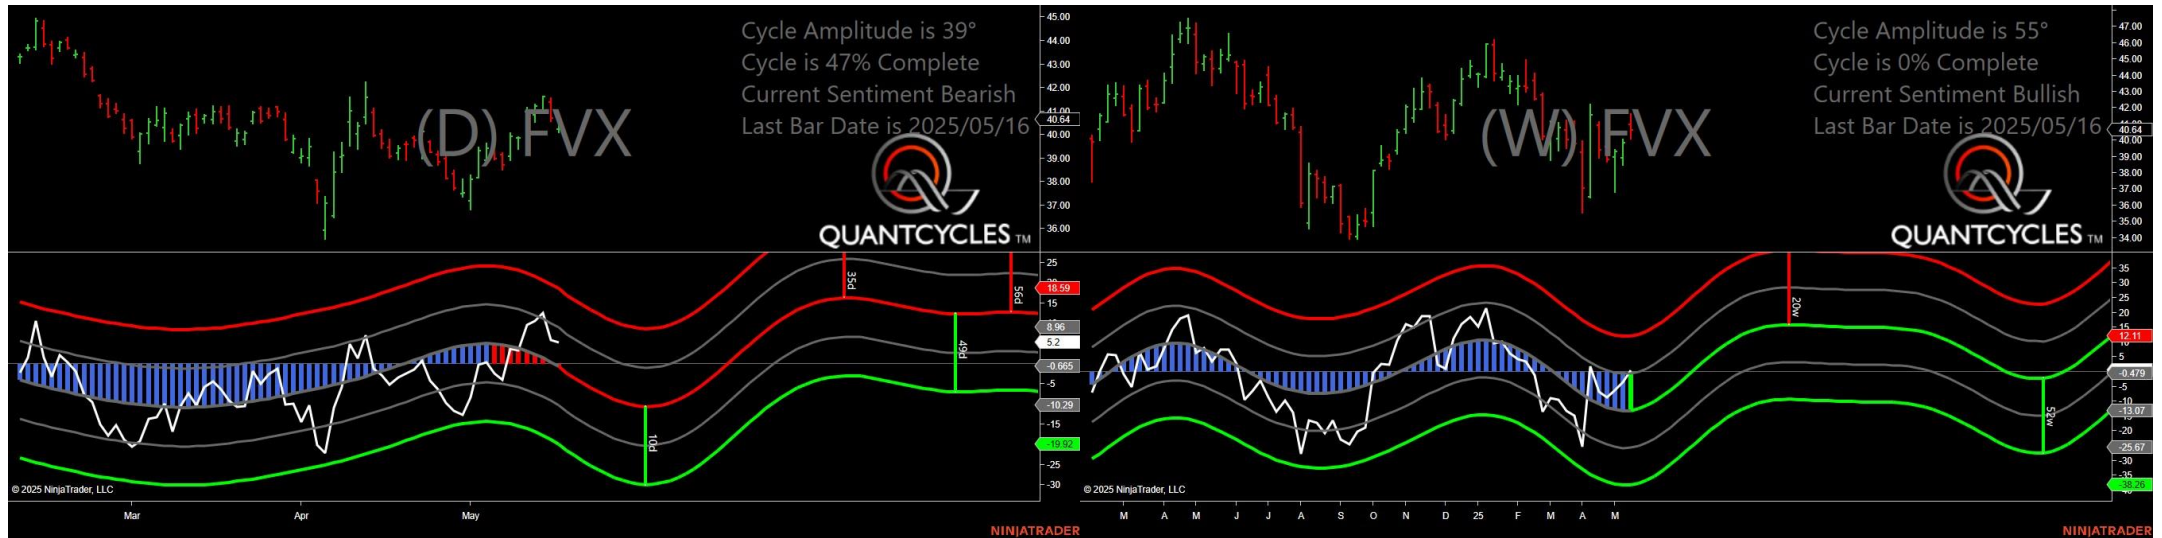 Cycle Amplitude is 39°
Cycle is 47% Complete
Current Sentiment Bearish
Last Bar Date is 2025/05/16
(D) FVX
QUANTCYCLES TM
45.00
44.00
43.00
42.00
41.00
40.64
40.00
39.00
38.00
37.00
36.00
25
18.59
15
8.96
5.2
-0.665
-5
-10.29
-15
-19.92
-25
-30
35d
56d
49d
10d
© 2025 NinjaTrader, LLC
Mar Apr May
NINJATRADER
Cycle Amplitude is 55°
Cycle is 0% Complete
Current Sentiment Bullish
Last Bar Date is 2025/05/16
(W) FVX
QUANTCYCLES TM
47.00
46.00
45.00
44.00
43.00
42.00
40.64
40.00
39.00
38.00
37.00
36.00
35.00
34.00
35
30
25
20
15
12.11
5
-0.479
-5
-10
-13.07
-20
-25.67
-30
-35
-38.26
20w
52w
© 2025 NinjaTrader, LLC
M A M J J A S O N D 25 F M A M
NINJATRADER